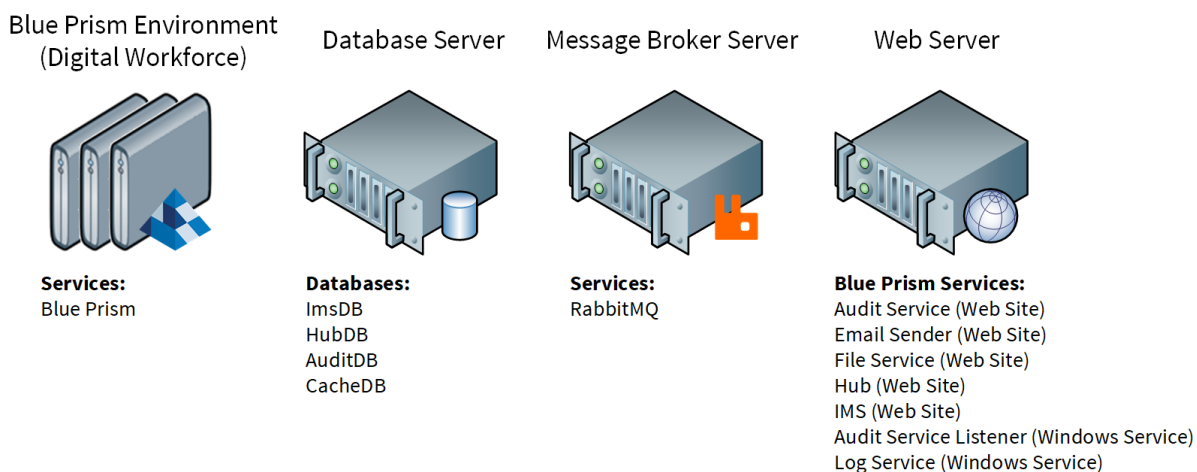 Blue Prism Environment
(Digital Workforce)
Database Server
Message Broker Server
Web Server
Services:
Blue Prism
Databases:
ImsDB
HubDB
AuditDB
CacheDB
Services:
RabbitMQ
Blue Prism Services:
Audit Service (Web Site)
Email Sender (Web Site)
File Service (Web Site)
Hub (Web Site)
IMS (Web Site)
Audit Service Listener (Windows Service)
Log Service (Windows Service)